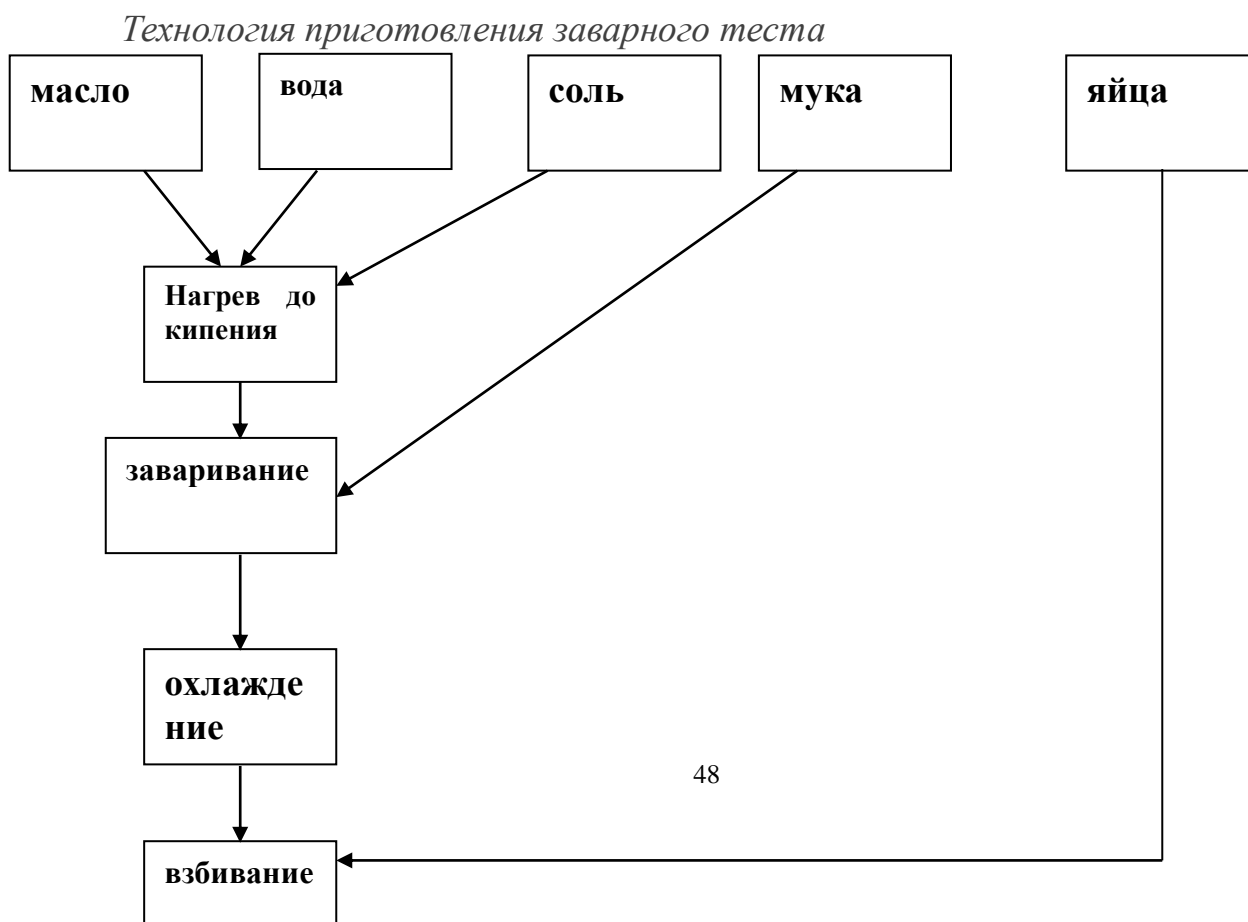 Технология приготовления заварного теста
масло
вода
соль
мука
яйца
Нагрев до
кипения
заваривание
охлажде
ние
48
взбивание